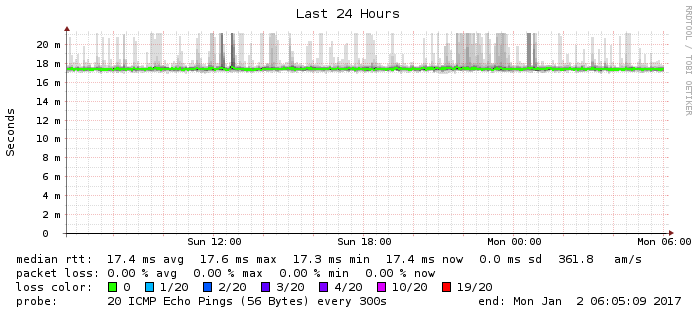 Last 24 Hours
RRDTOOL / TOBI OETIKER
Seconds
20 m
18 m
16 m
14 m
12 m
10 m
8 m
6 m
4 m
2 m
0
Sun 12:00 Sun 18:00 Mon 00:00 Mon 06:00
median rtt: 17.4 ms avg 17.6 ms max 17.3 ms min 17.4 ms now 0.0 ms sd 361.8 am/s
packet loss: 0.00 % avg 0.00 % max 0.00 % min 0.00 % now
loss color: 0 1/20 2/20 3/20 4/20 10/20 19/20
probe: 20 ICMP Echo Pings (56 Bytes) every 300s end: Mon Jan 2 06:05:09 2017